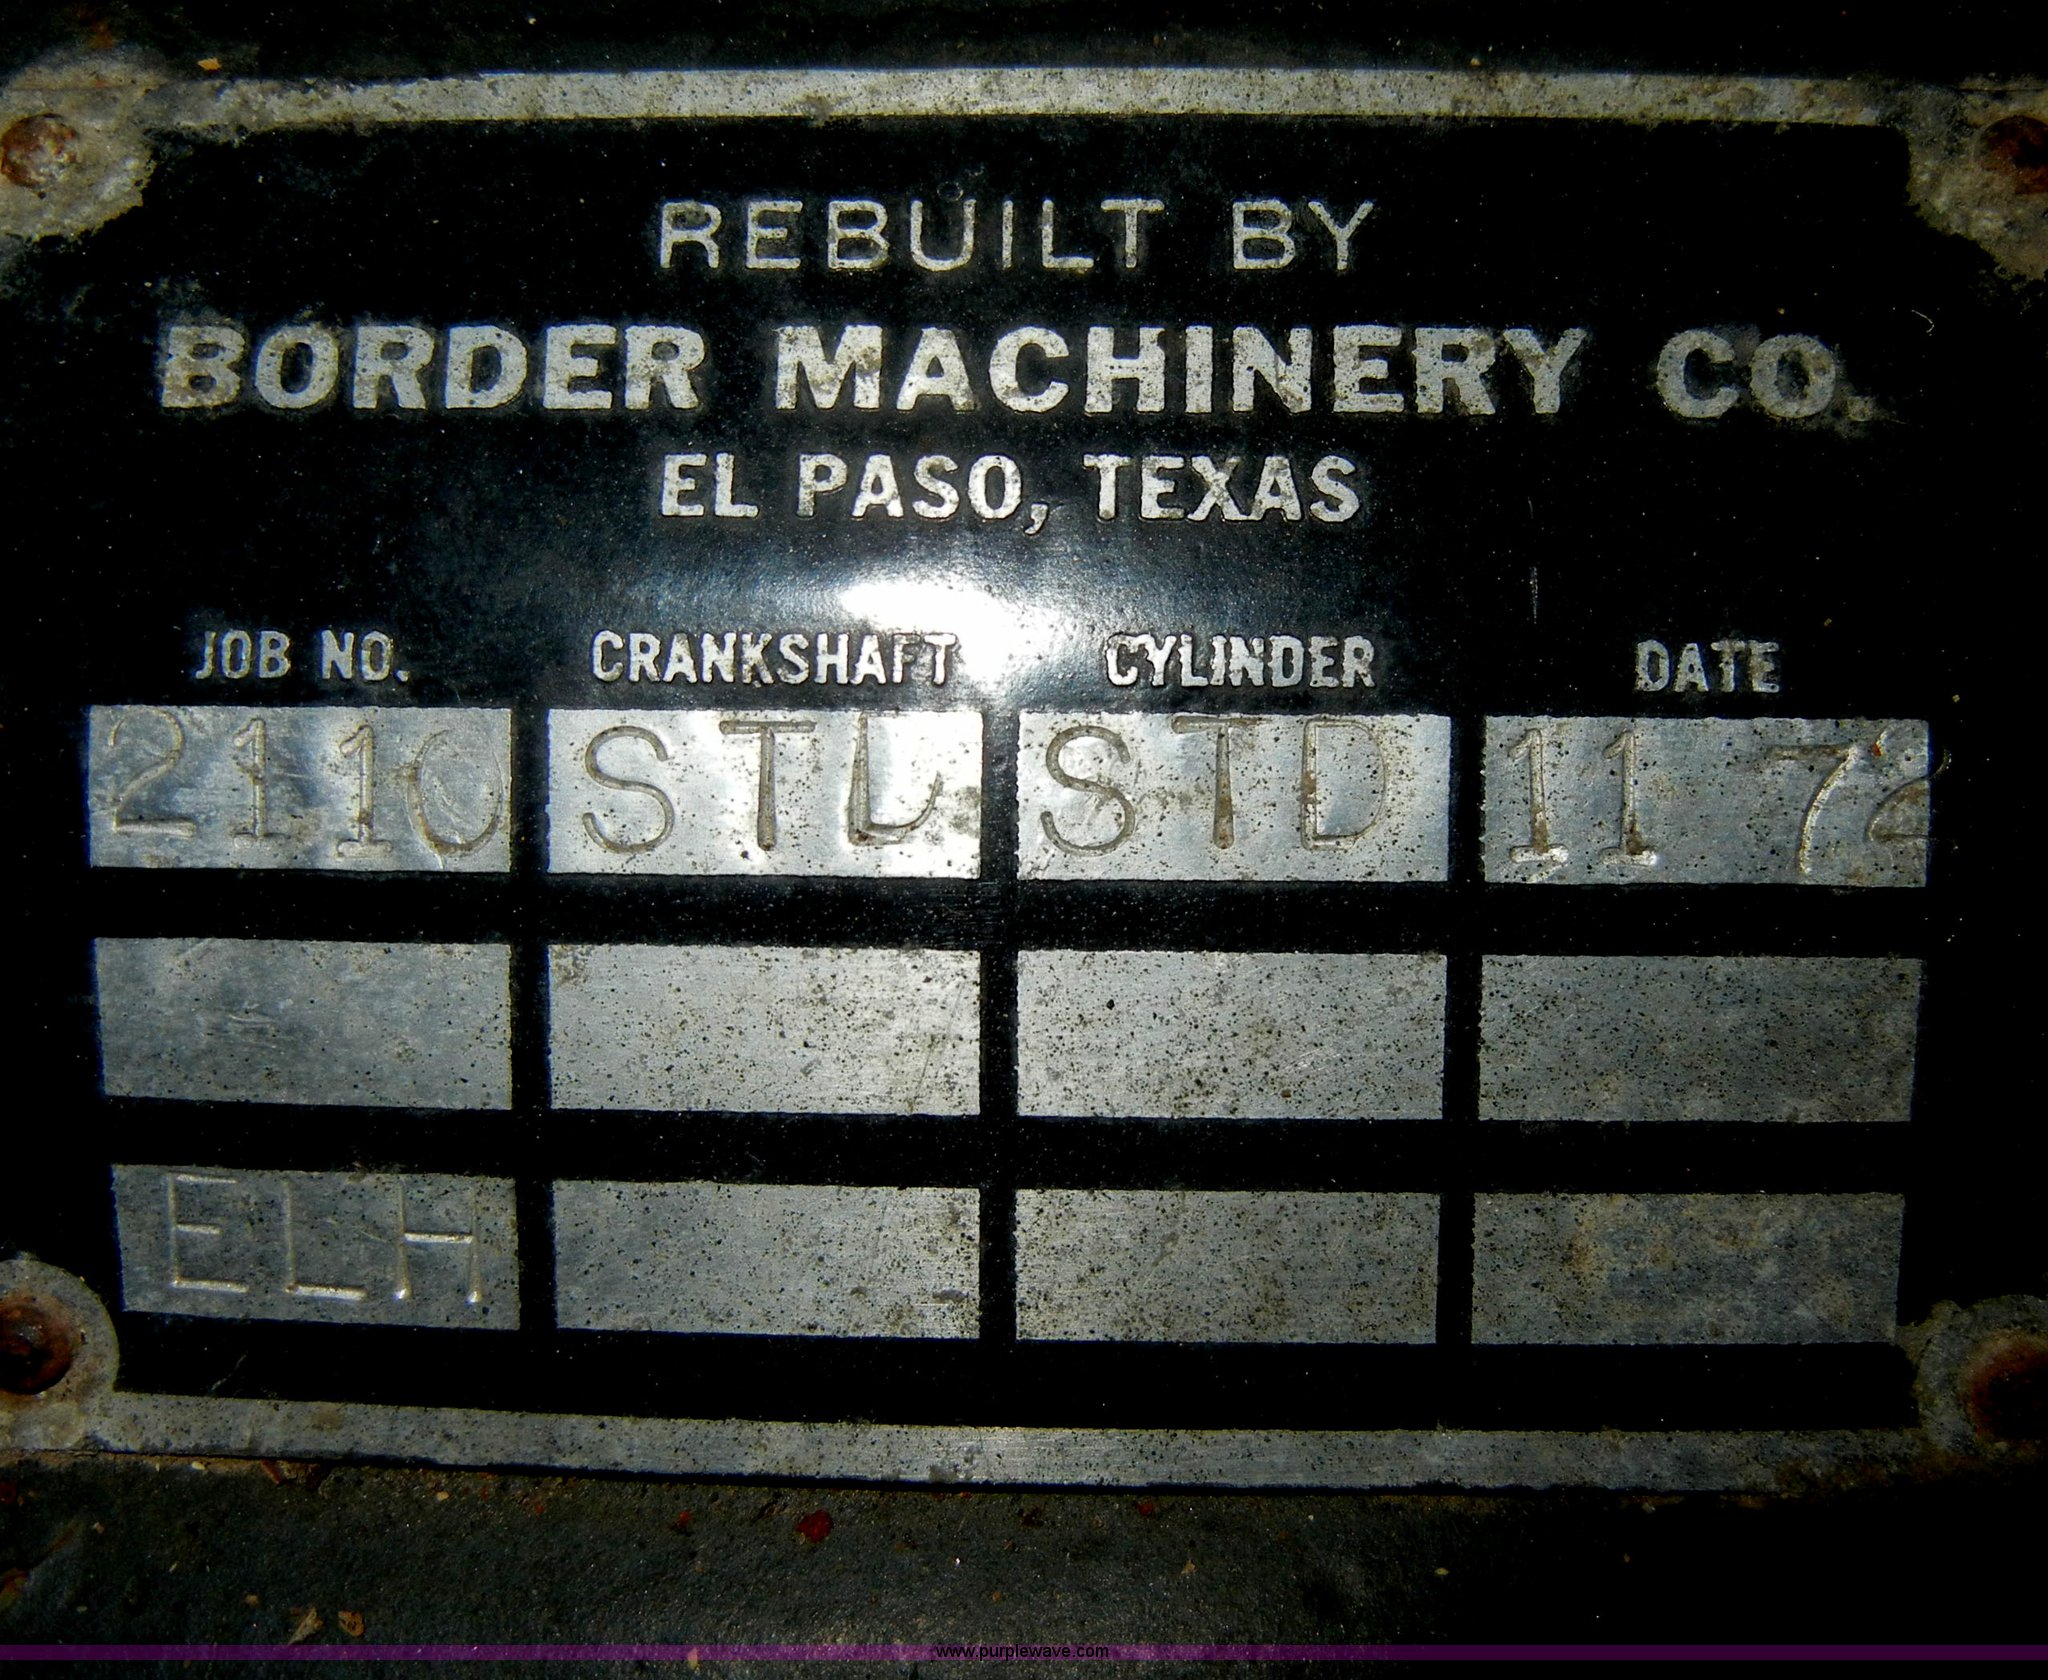 REBUILT BY
BORDER MACHINERY CO.
EL PASO, TEXAS
JOB NO. CRANKSHAFT CYLINDER DATE
2110 STD STD 11 72
ELH
www.purplewave.com